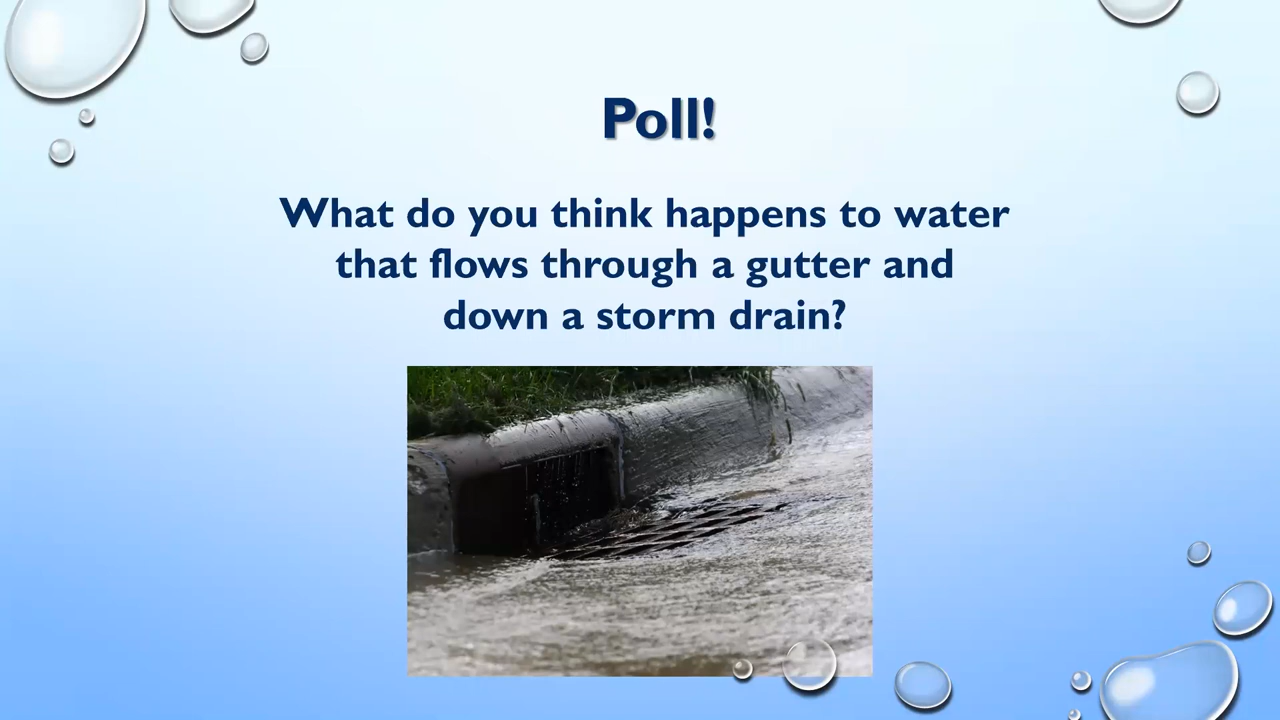 Poll!
What do you think happens to water
that flows through a gutter and
down a storm drain?